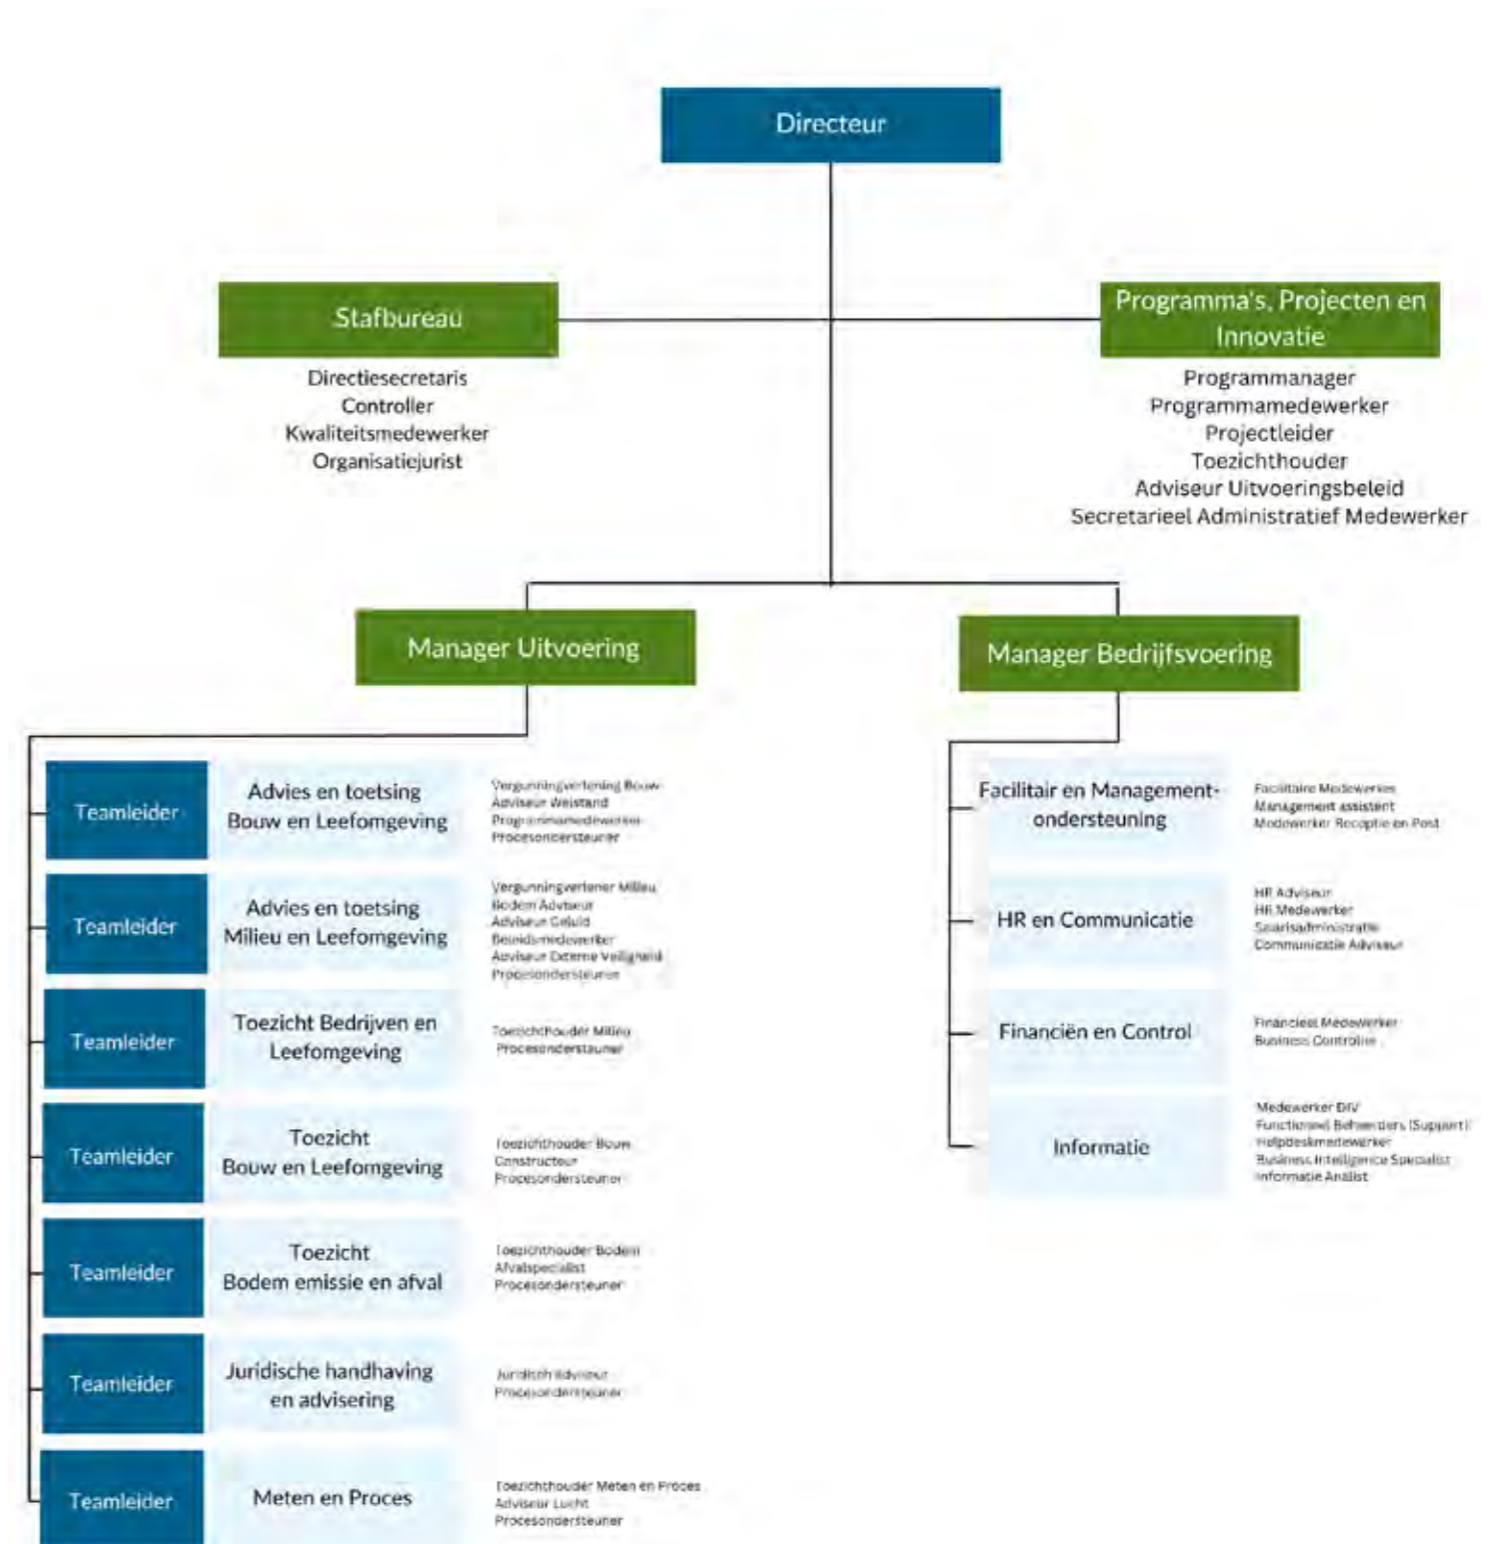 Directeur
Stafbureau
Directiesecretaris
Controller
Kwaliteitsmedewerker
Organisatiejurist
Programma's, Projecten en
Innovatie
Programmanager
Programmamedewerker
Projectleider
Toezichthouder
Adviseur Uitvoeringsbeleid
Secretarieel Administratief Medewerker
Manager Uitvoering
Teamleider
Advies en toetsing
Bouw en Leefomgeving
Vergunningverlening Bouw
Adviseur Welstand
Programmamedewerker
Procesondersteuner
Teamleider
Advies en toetsing
Milieu en Leefomgeving
Vergunningverlener Milieu
Bodem Adviseur
Adviseur Geluid
Beleidsmedewerker
Adviseur Externe Veiligheid
Procesondersteuner
Teamleider
Toezicht Bedrijven en
Leefomgeving
Toezichthouder Milieu
Procesondersteuner
Teamleider
Toezicht
Bouw en Leefomgeving
Toezichthouder Bouw
Constructeur
Procesondersteuner
Teamleider
Toezicht
Bodem emissie en afval
Toezichthouder Bodem
Afvalspecialist
Procesondersteuner
Teamleider
Juridische handhaving
en advisering
Juridisch Adviseur
Procesondersteuner
Teamleider
Meten en Proces
Toezichthouder Meten en Proces
Adviseur Lucht
Procesondersteuner
Manager Bedrijfsvoering
Facilitair en Management-
ondersteuning
Facilitaire Medewerker
Management assistent
Medewerker Receptie en Post
HR en Communicatie
HR Adviseur
HR Medewerker
Salarisadministratie
Communicatie Adviseur
Financiën en Control
Financieel Medewerker
Business Controller
Informatie
Medewerker DIV
Functioneel Beheerders (Support)
Helpdeskmedewerker
Business Intelligence Specialist
Informatie Analist